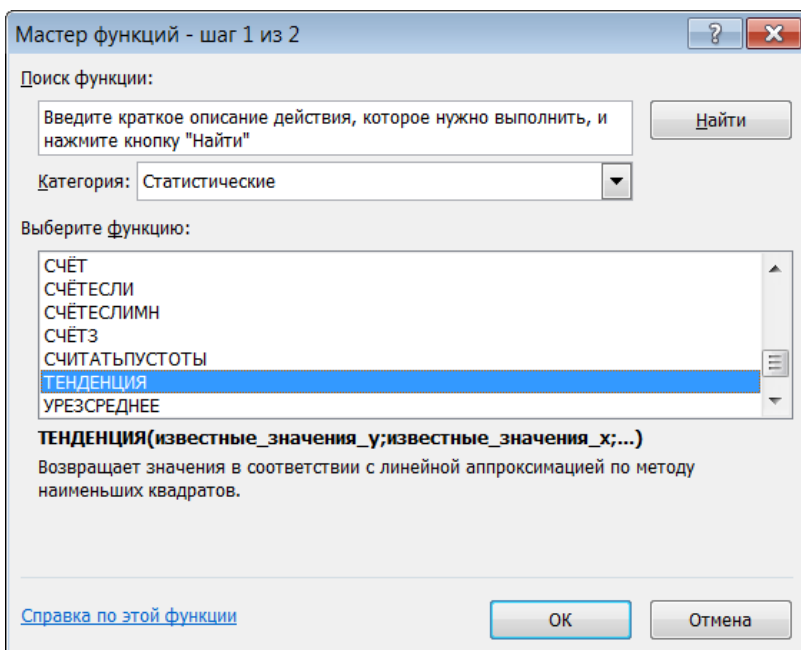 Мастер функций - шаг 1 из 2
Поиск функции:
Введите краткое описание действия, которое нужно выполнить, и
нажмите кнопку "Найти"
Найти
Категория: Статистические
Выберите функцию:
СЧЁТ
СЧЁТЕСЛИ
СЧЁТЕСЛИМН
СЧЁТЗ
СЧИТАТЬПУСТОТЫ
ТЕНДЕНЦИЯ
УРЕЗСРЕДНЕЕ
ТЕНДЕНЦИЯ(известные_значения_y;известные_значения_x;...)
Возвращает значения в соответствии с линейной аппроксимацией по методу
наименьших квадратов.
Справка по этой функции
ОК
Отмена